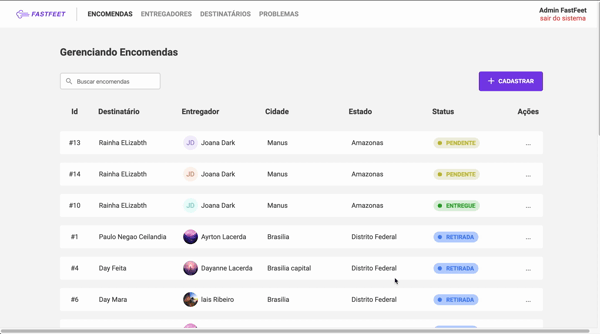 FASTFEET ENCOMENDAS ENTREGADORES DESTINATÁRIOS PROBLEMAS Admin FastFeet
sair do sistema
Gerenciando Encomendas
Buscar encomendas + CADASTRAR
Id Destinatário Entregador Cidade Estado Status Ações
#13 Rainha ELizabth JD Joana Dark Manus Amazonas PENDENTE ...
#14 Rainha ELizabth JD Joana Dark Manus Amazonas PENDENTE ...
#10 Rainha ELizabth JD Joana Dark Manus Amazonas ENTREGUE ...
#1 Paulo Negao Ceilandia Ayrton Lacerda Brasilia Distrito Federal RETIRADA ...
#4 Day Feita Dayanne Lacerda Brasilia capital Distrito Federal RETIRADA ...
#6 Day Mara Iais Ribeiro Brasilia Distrito Federal RETIRADA ...